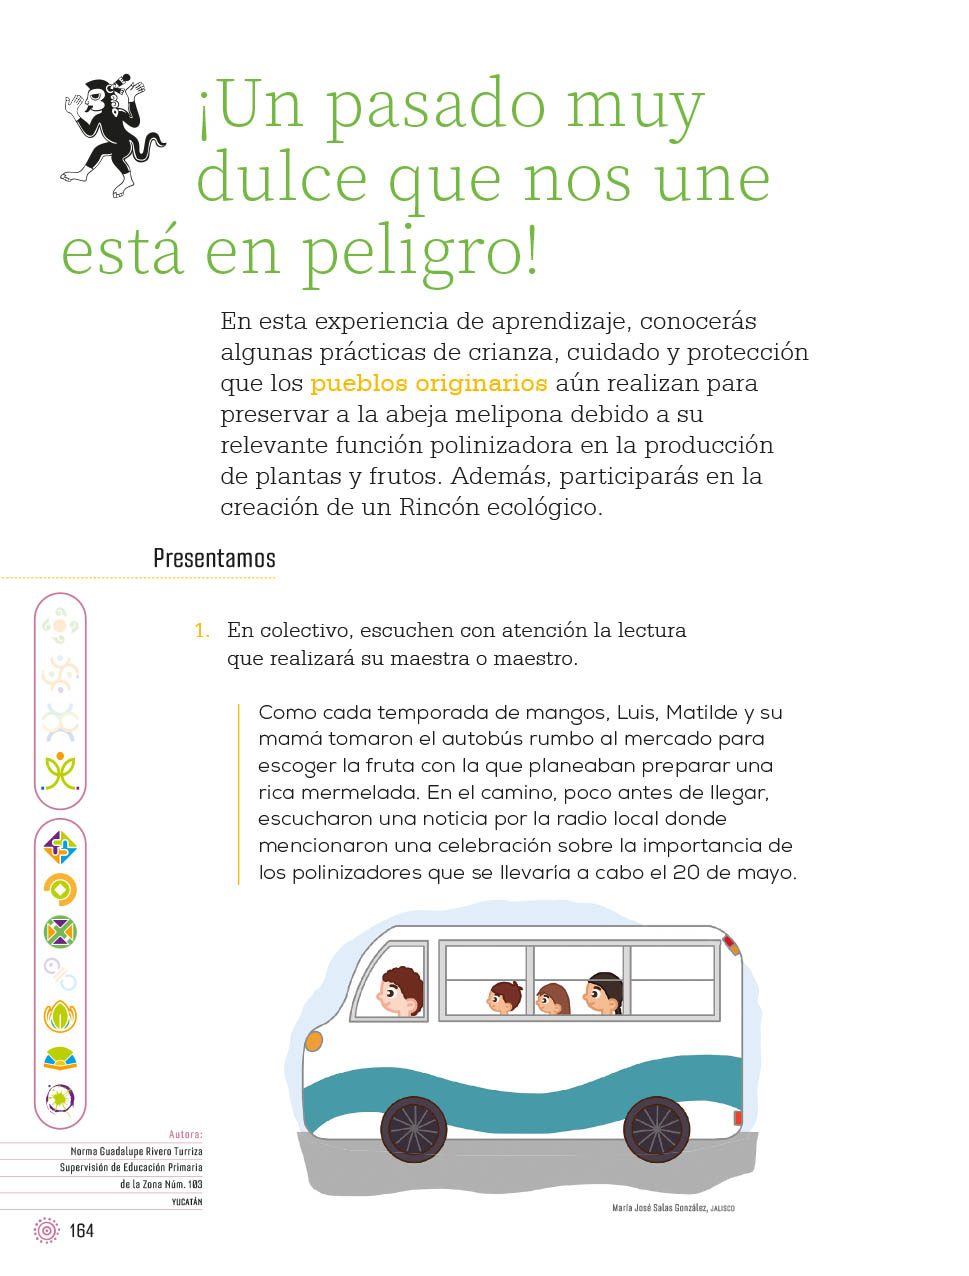 ¡Un pasado muy
dulce que nos une
está en peligro!
En esta experiencia de aprendizaje, conocerás
algunas prácticas de crianza, cuidado y protección
que los pueblos originarios aún realizan para
preservar a la abeja melipona debido a su
relevante función polinizadora en la producción
de plantas y frutos. Además, participarás en la
creación de un Rincón ecológico.
Presentamos
1. En colectivo, escuchen con atención la lectura
que realizará su maestra o maestro.
Como cada temporada de mangos, Luis, Matilde y su
mamá tomaron el autobús rumbo al mercado para
escoger la fruta con la que planeaban preparar una
rica mermelada. En el camino, poco antes de llegar,
escucharon una noticia por la radio local donde
mencionaron una celebración sobre la importancia de
los polinizadores que se llevaría a cabo el 20 de mayo.
Autora:
Norma Guadalupe Rivero Turriza
Supervisión de Educación Primaria
de la Zona Núm. 103
YUCATÁN
María José Salas González, JALISCO
164